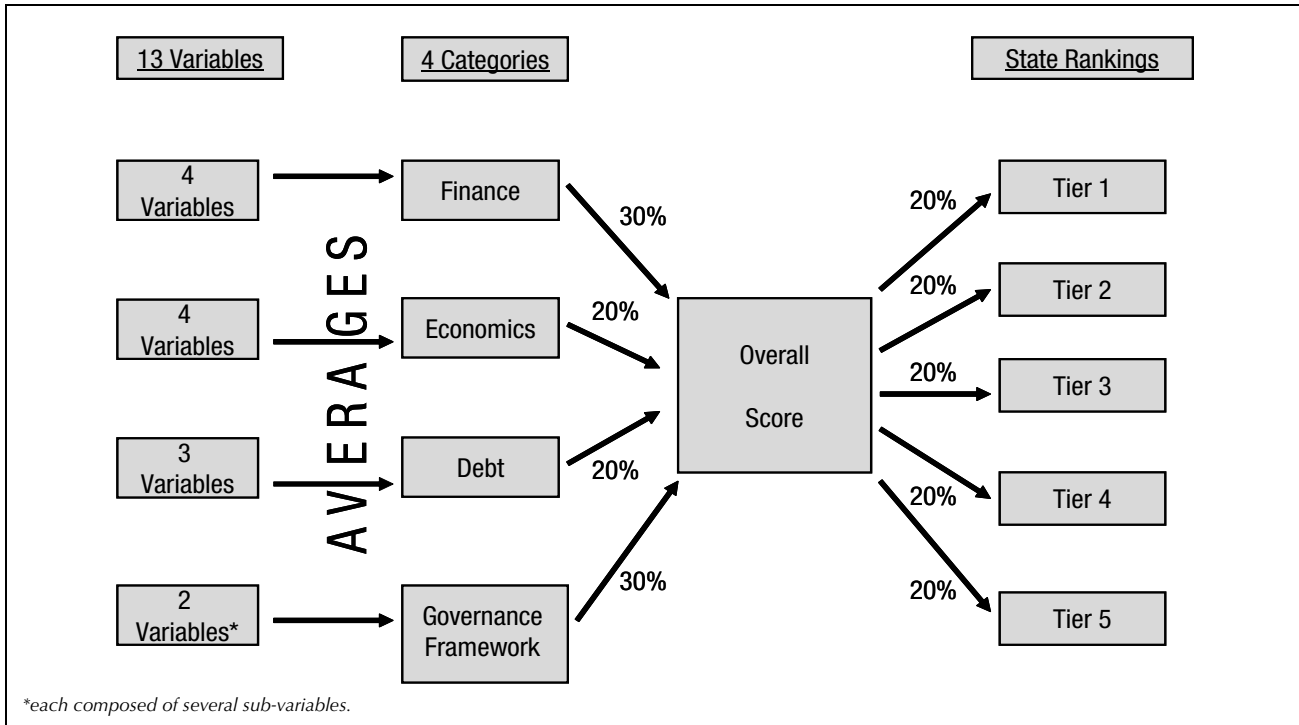 13 Variables
4 Categories
State Rankings
4
Variables
Finance
30%
20%
Tier 1
4
Variables
AVERAGES
Economics
20%
Overall
Score
20%
Tier 2
20%
Tier 3
3
Variables
Debt
20%
20%
Tier 4
2
Variables*
Governance
Framework
30%
20%
Tier 5
*each composed of several sub-variables.